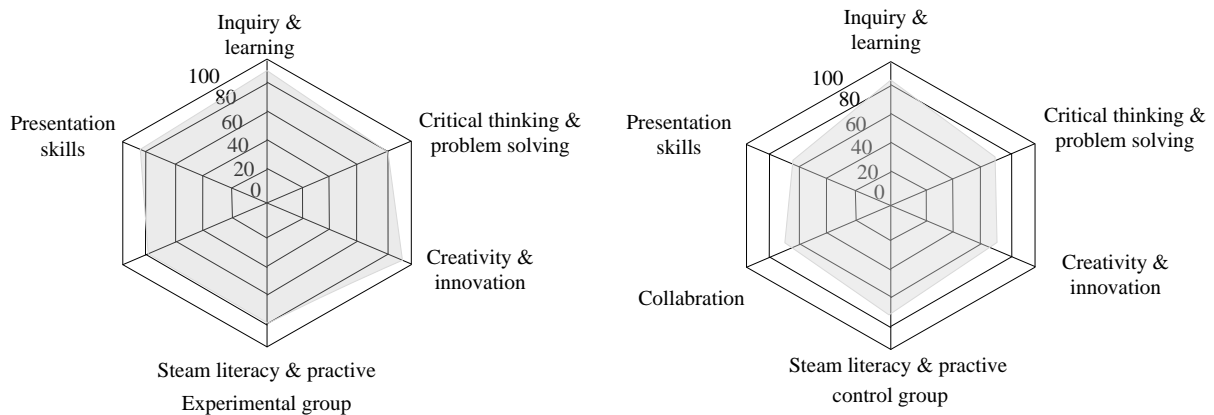 Inquiry &
learning
100
80
60
40
20
0
Presentation
skills
Critical thinking &
problem solving
Creativity &
innovation
Steam literacy & practive
Experimental group
Inquiry &
learning
100
80
60
40
20
0
Presentation
skills
Critical thinking &
problem solving
Collabration
Creativity &
innovation
Steam literacy & practive
control group